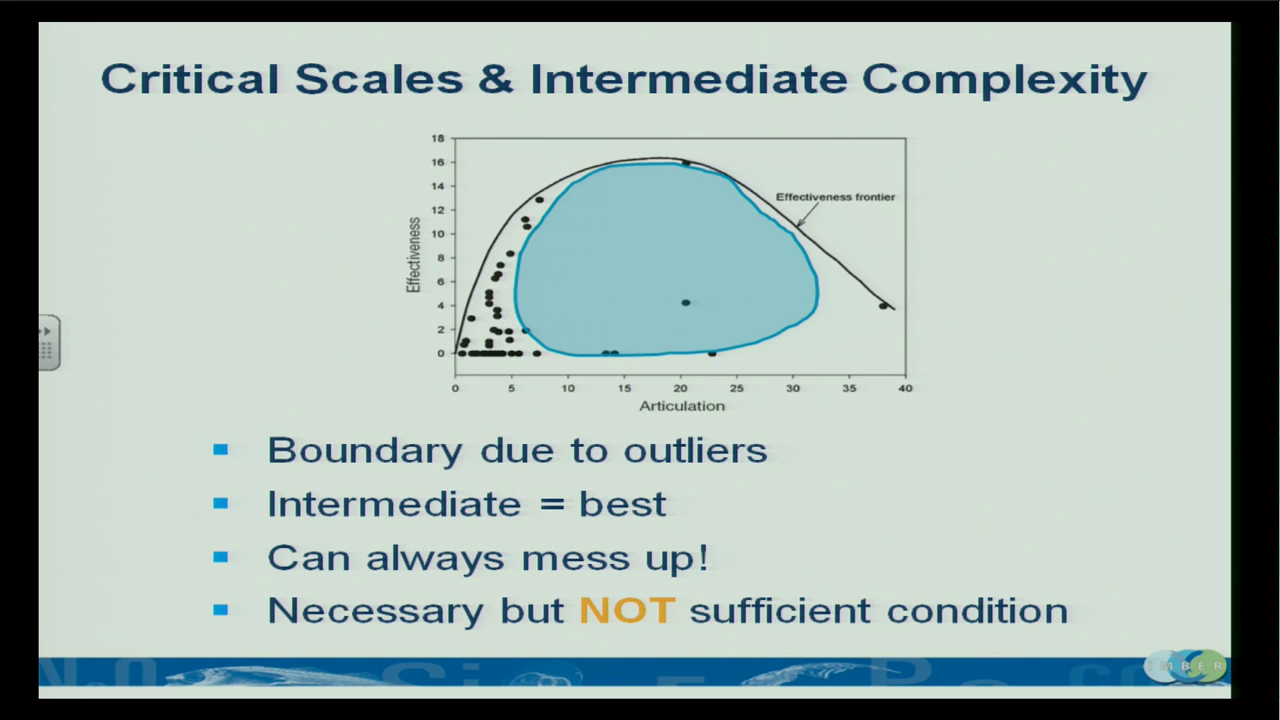 Critical Scales & Intermediate Complexity
18
16
14
12
10
8
6
4
2
0
Effectiveness
Effectiveness frontier
0 5 10 15 20 25 30 35 40
Articulation
Boundary due to outliers
Intermediate = best
Can always mess up!
Necessary but NOT sufficient condition
IMBER